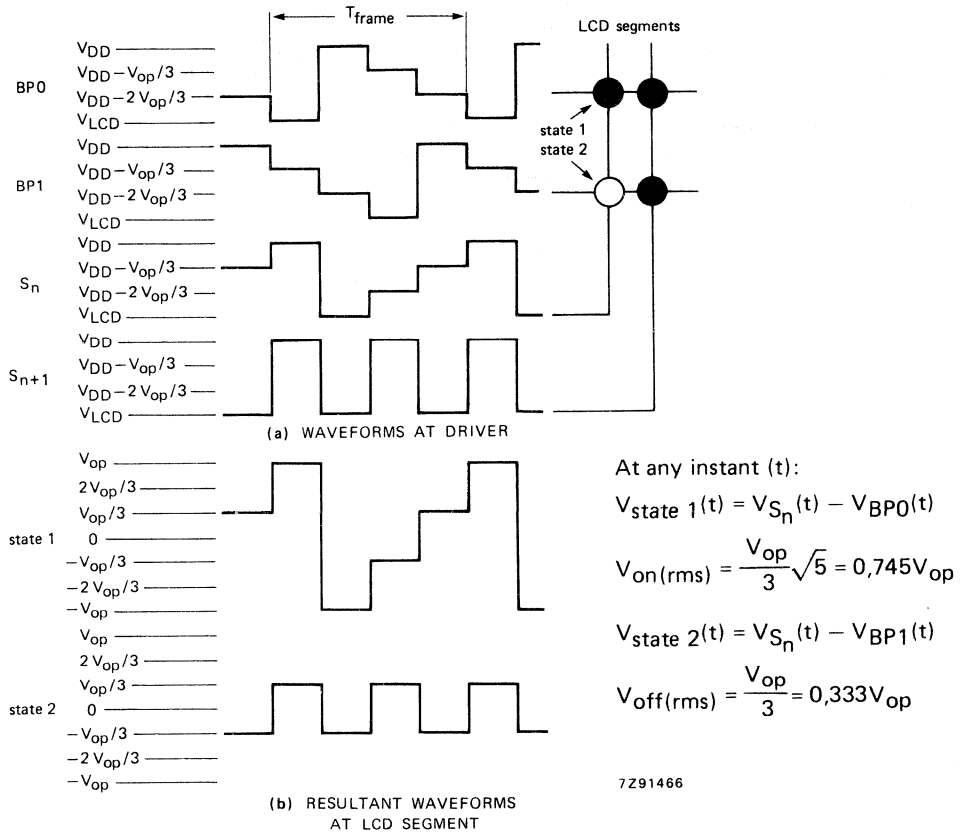 T_frame
LCD segments
BP0
V_DD
V_DD−V_op/3
V_DD−2 V_op/3
V_LCD
state 1
state 2
BP1
V_DD
V_DD−V_op/3
V_DD−2 V_op/3
V_LCD
S_n
V_DD
V_DD−V_op/3
V_DD−2 V_op/3
V_LCD
S_n+1
V_DD
V_DD−V_op/3
V_DD−2 V_op/3
V_LCD
(a) WAVEFORMS AT DRIVER
state 1
V_op
2V_op/3
V_op/3
0
−V_op/3
−2 V_op/3
−V_op
state 2
V_op
2 V_op/3
V_op/3
0
−V_op/3
−2 V_op/3
−V_op
(b) RESULTANT WAVEFORMS
AT LCD SEGMENT
At any instant (t):
V_state 1(t) = V_S_n(t) − V_BP0(t)
V_on(rms) = V_op/3 √5 = 0,745V_op
V_state 2(t) = V_S_n(t) − V_BP1(t)
V_off(rms) = V_op/3 = 0,333V_op
7Z91466